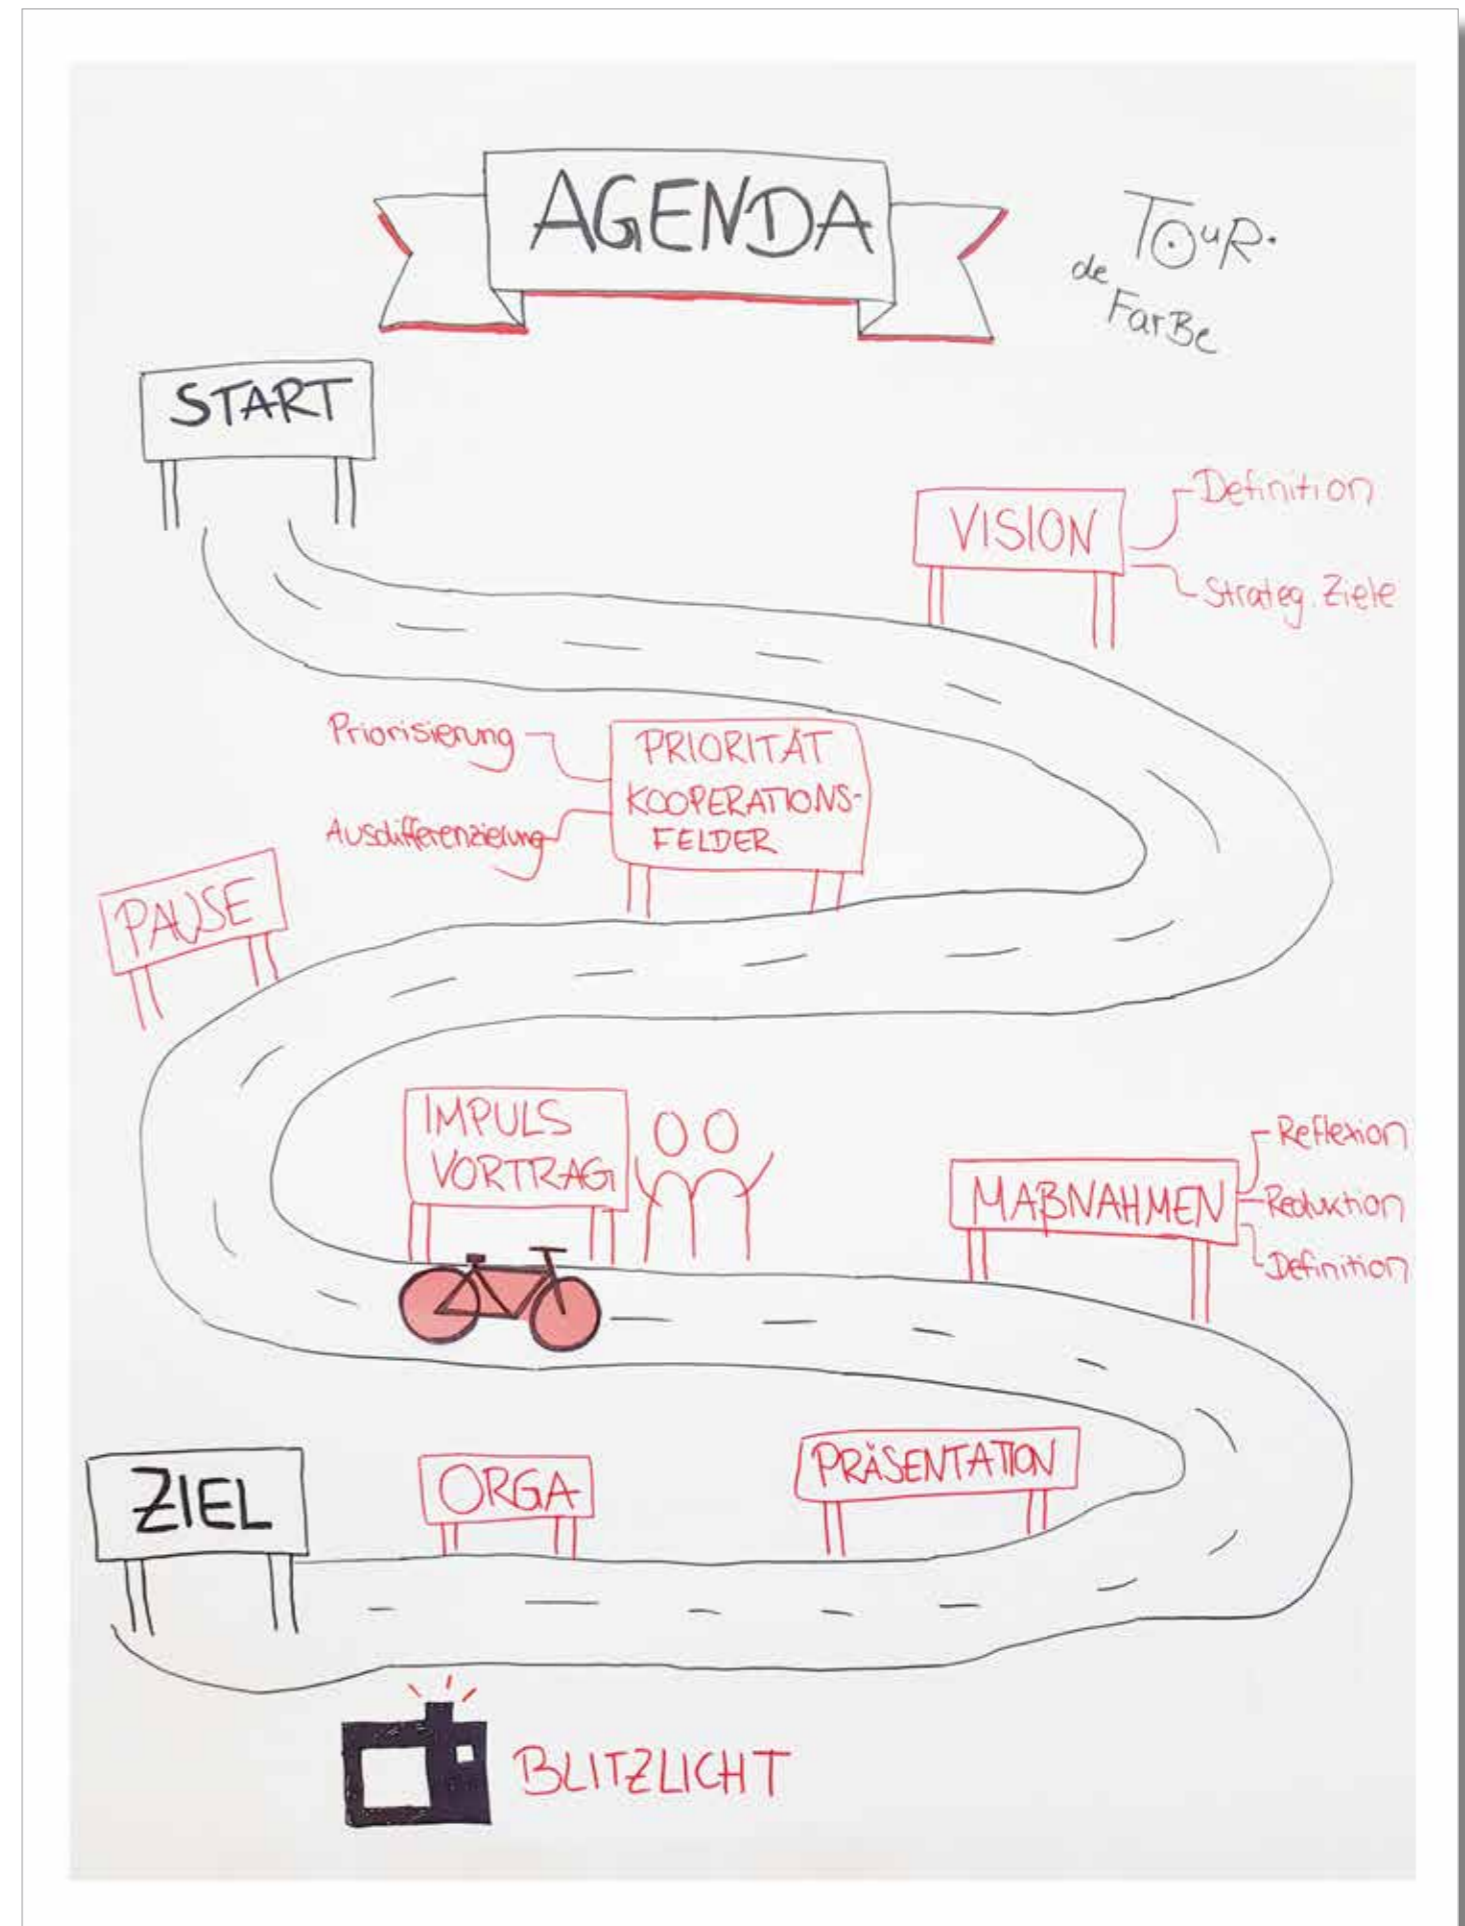 AGENDA
TOUR.
de
FarBe
START
VISION
Definition
Strateg. Ziele
PRIORITÄT
KOOPERATIONS-
FELDER
Priorisierung
Ausdifferenzierung
PAUSE
IMPULS
VORTRAG
MAßNAHMEN
Reflexion
Reduktion
Definition
PRÄSENTATION
ORGA
ZIEL
BLITZLICHT